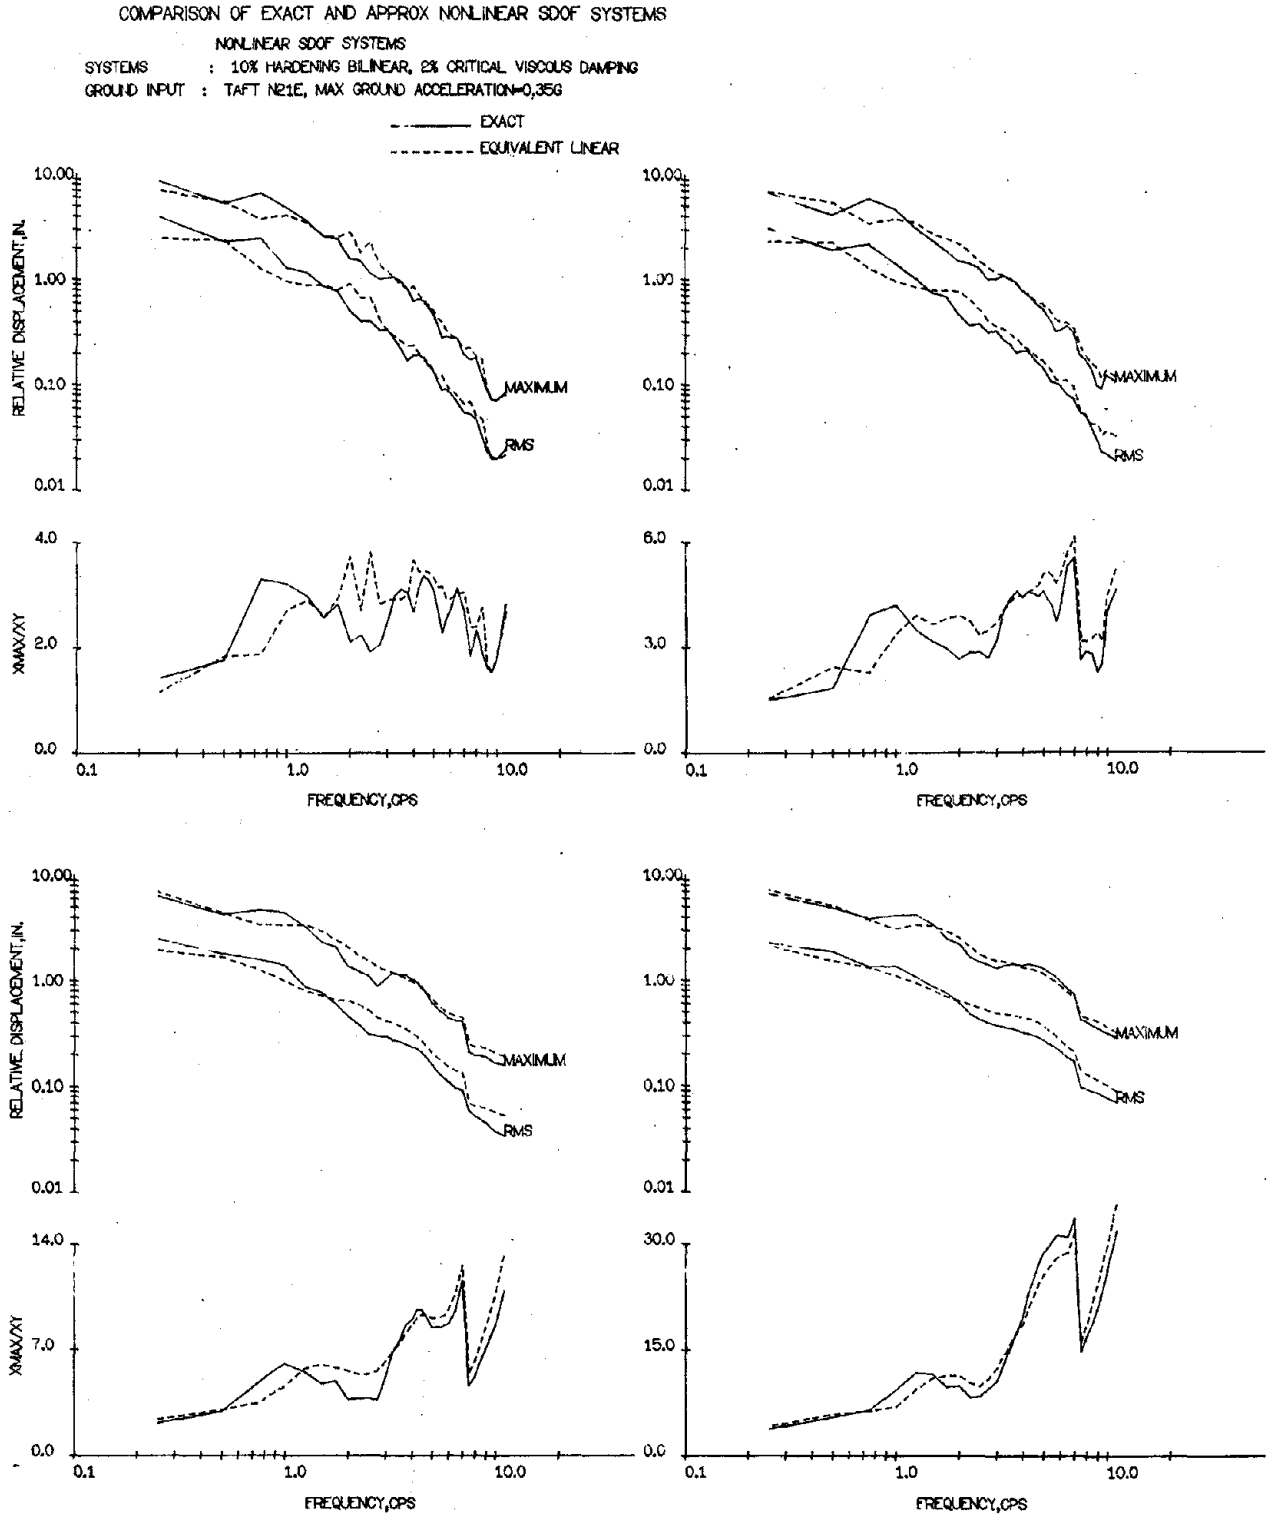 COMPARISON OF EXACT AND APPROX NONLINEAR SDOF SYSTEMS
NONLINEAR SDOF SYSTEMS
SYSTEMS : 10% HARDENING BILINEAR, 2% CRITICAL VISCOUS DAMPING
GROUND INPUT : TAFT N21E, MAX GROUND ACCELERATION=0,35G
EXACT
EQUIVALENT LINEAR
RELATIVE DISPLACEMENT,IN.
10.00
1.00
0.10
0.01
MAXIMUM
RMS
10.00
1.00
0.10
0.01
MAXIMUM
RMS
XMAX/XY
4.0
2.0
0.0
0.1 1.0 10.0
FREQUENCY,CPS
6.0
3.0
0.0
0.1 1.0 10.0
FREQUENCY,CPS
RELATIVE DISPLACEMENT,IN.
10.00
1.00
0.10
0.01
MAXIMUM
RMS
10.00
1.00
0.10
0.01
MAXIMUM
RMS
XMAX/XY
14.0
7.0
0.0
0.1 1.0 10.0
FREQUENCY,CPS
30.0
15.0
0.0
0.1 1.0 10.0
FREQUENCY,CPS